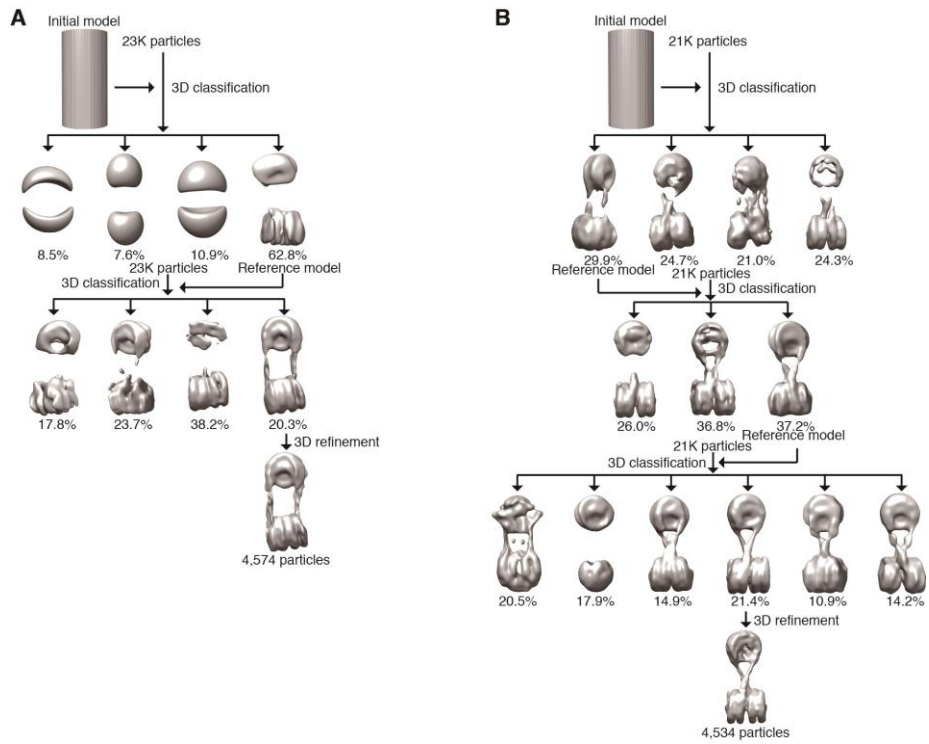 A
Initial model
23K particles
3D classification
8.5%
7.6%
10.9%
62.8%
23K particles
Reference model
3D classification
17.8%
23.7%
38.2%
20.3%
3D refinement
4,574 particles
B
Initial model
21K particles
3D classification
29.9%
24.7%
21.0%
24.3%
Reference model
21K particles
3D classification
26.0%
36.8%
37.2%
21K particles
Reference model
3D classification
20.5%
17.9%
14.9%
21.4%
10.9%
14.2%
3D refinement
4,534 particles